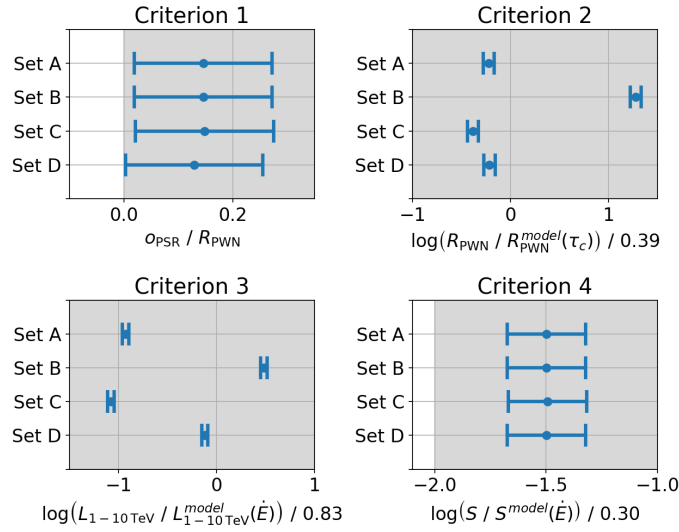 Criterion 1
Set A
Set B
Set C
Set D
0.0 0.2
o_PSR / R_PWN
Criterion 2
Set A
Set B
Set C
Set D
−1 0 1
log(R_PWN / R_PWN^model(τ_c)) / 0.39
Criterion 3
Set A
Set B
Set C
Set D
−1 0 1
log(L_1 − 10 TeV / L_1 − 10 TeV^model(Ė)) / 0.83
Criterion 4
Set A
Set B
Set C
Set D
−2.0 −1.5 −1.0
log(S / S^model(Ė)) / 0.30